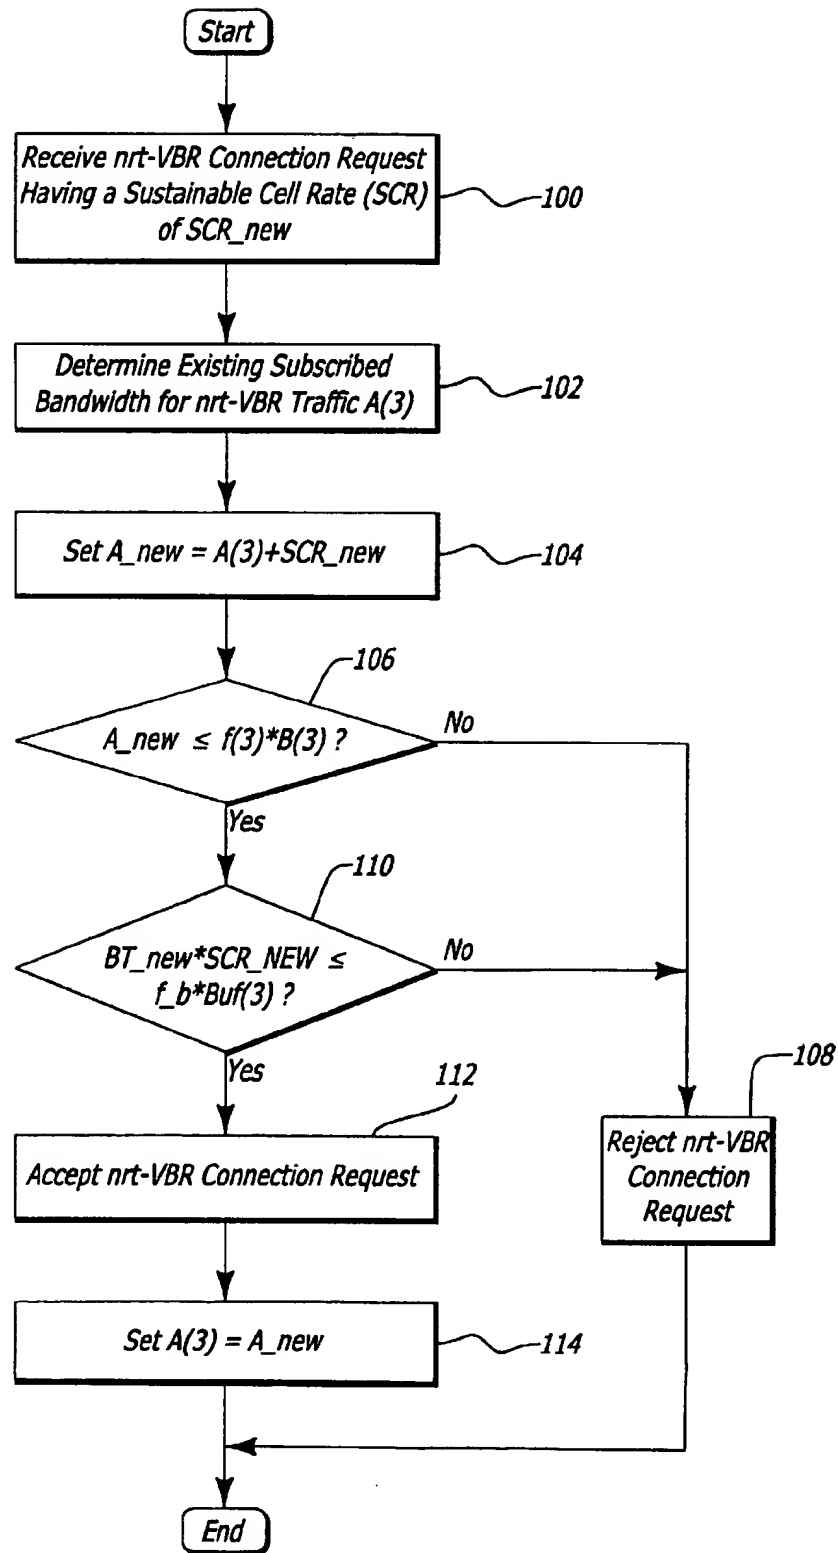 Start
Receive nrt-VBR Connection Request
Having a Sustainable Cell Rate (SCR)
of SCR_new
100
Determine Existing Subscribed
Bandwidth for nrt-VBR Traffic A(3)
102
Set A_new = A(3)+SCR_new
104
106
A_new ≤ f(3)*B(3) ?
No
Yes
110
BT_new*SCR_NEW ≤
f_b*Buf(3) ?
No
Yes
108
Reject nrt-VBR
Connection
Request
112
Accept nrt-VBR Connection Request
Set A(3) = A_new
114
End